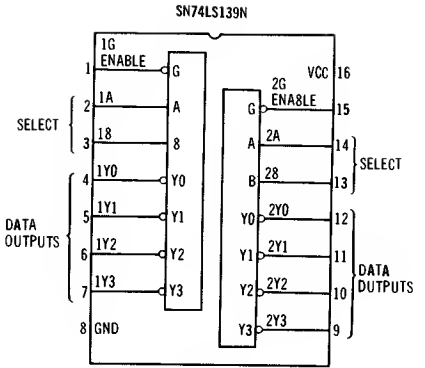 SN74LS139N
1G
ENABLE
1
G
VCC 16
2G
ENA8LE
G
15
SELECT
2 1A A
3 18 8
A 2A 14
B 28 13
SELECT
4 1Y0 Y0
5 1Y1 Y1
6 1Y2 Y2
7 1Y3 Y3
DATA
OUTPUTS
Y0 2Y0 12
Y1 2Y1 11
Y2 2Y2 10
Y3 2Y3 9
DATA
OUTPUTS
8 GND